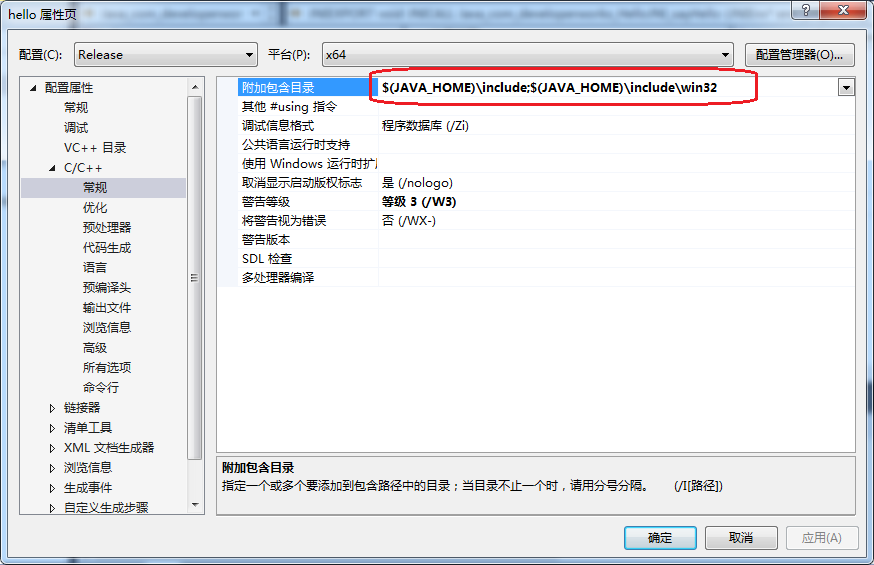 hello 属性页
配置(C): Release 平台(P): x64 配置管理器(O)...
配置属性
常规
调试
VC++ 目录
C/C++
常规
优化
预处理器
代码生成
语言
预编译头
输出文件
浏览信息
高级
所有选项
命令行
链接器
清单工具
XML 文档生成器
浏览信息
生成事件
自定义生成步骤
附加包含目录 $(JAVA_HOME)\include;$(JAVA_HOME)\include\win32
其他 #using 指令
调试信息格式 程序数据库 (/Zi)
公共语言运行时支持
使用 Windows 运行时扩
取消显示启动版权标志 是 (/nologo)
警告等级 等级 3 (/W3)
将警告视为错误 否 (/WX-)
警告版本
SDL 检查
多处理器编译
附加包含目录
指定一个或多个要添加到包含路径中的目录；当目录不止一个时，请用分号分隔。 (/I[路径])
确定 取消 应用(A)